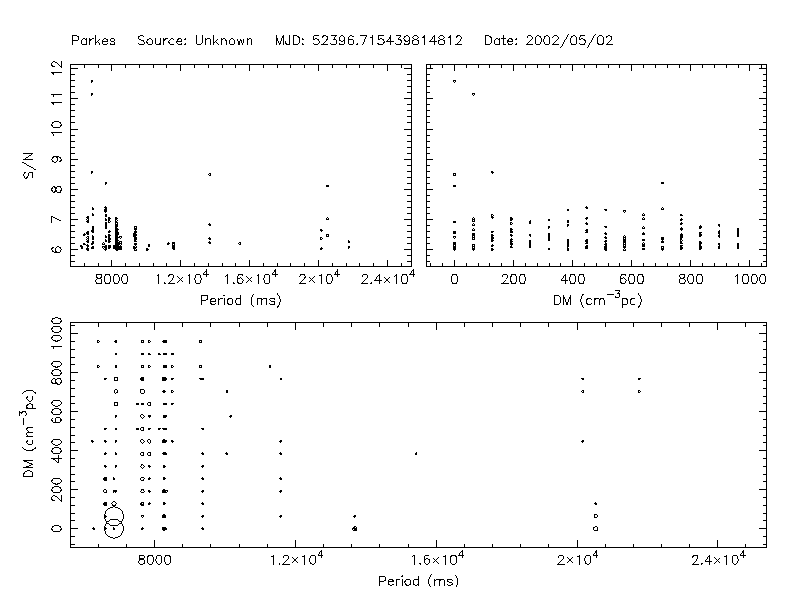 Parkes Source: Unknown MJD: 52396.715439814812 Date: 2002/05/02
S/N
12
11
10
9
8
7
6
8000 1.2×10⁴ 1.6×10⁴ 2×10⁴ 2.4×10⁴
Period (ms)
0 200 400 600 800 1000
DM (cm⁻³pc)
DM (cm⁻³pc)
1000
800
600
400
200
0
8000 1.2×10⁴ 1.6×10⁴ 2×10⁴ 2.4×10⁴
Period (ms)